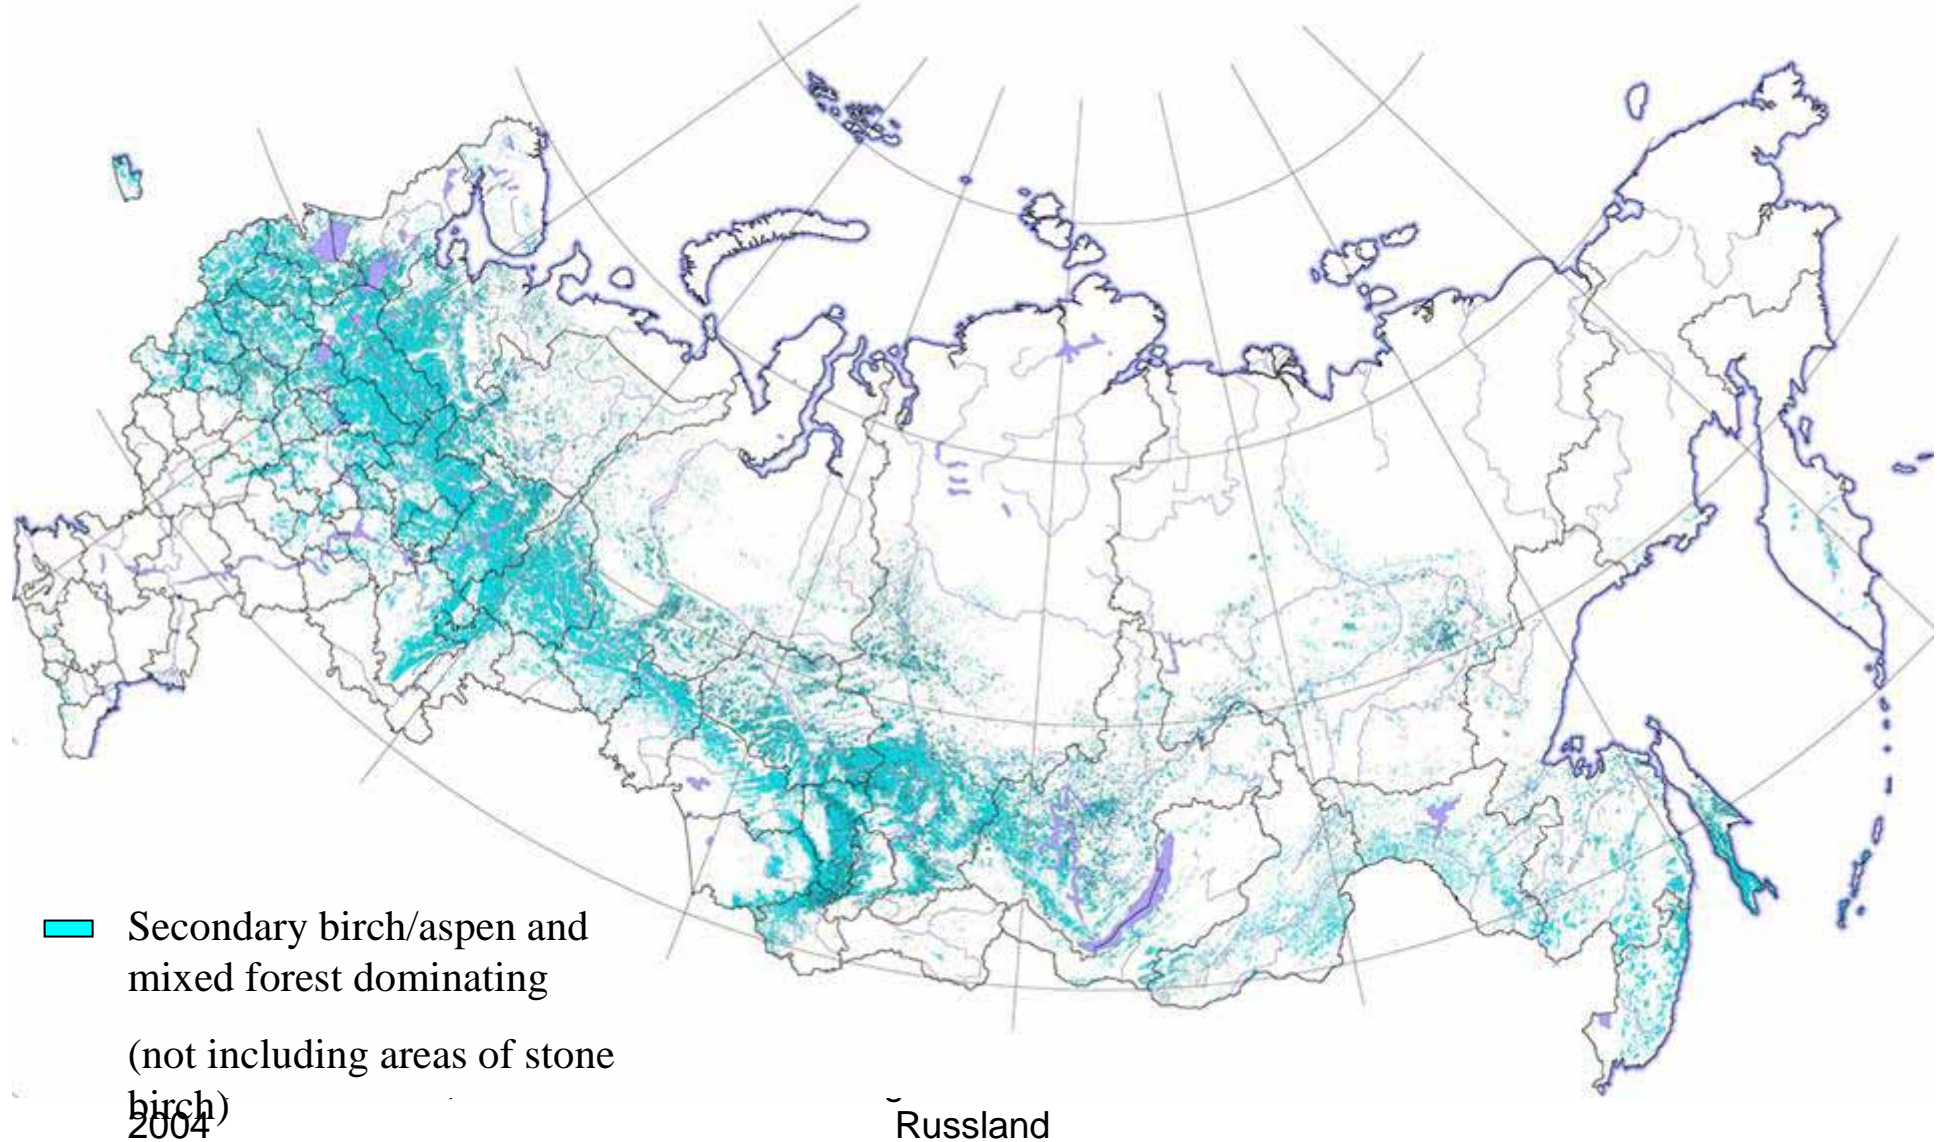 Secondary birch/aspen and
mixed forest dominating
(not including areas of stone
birch)
2004
Russland